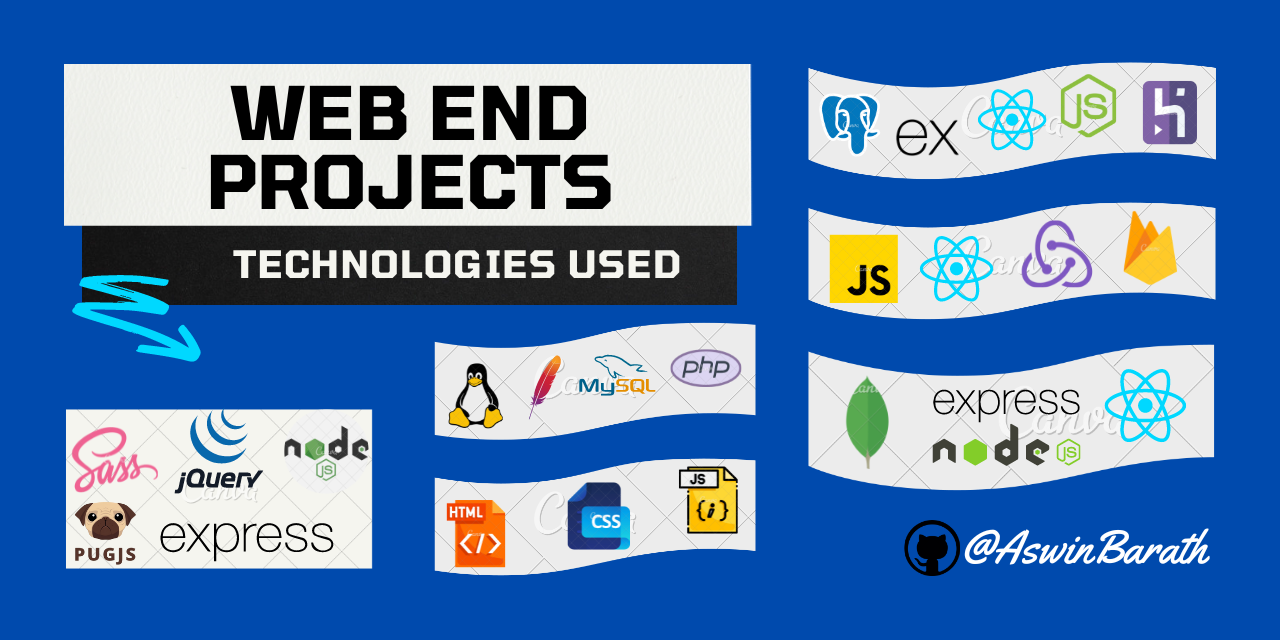 WEB END
PROJECTS
TECHNOLOGIES USED
ex
JS
JS
MySQL
php
express
node
JS
Sass
jQuery
node
JS
PUGJS
express
HTML
</>
CSS
JS
{i}
@AswinBarath
Canva